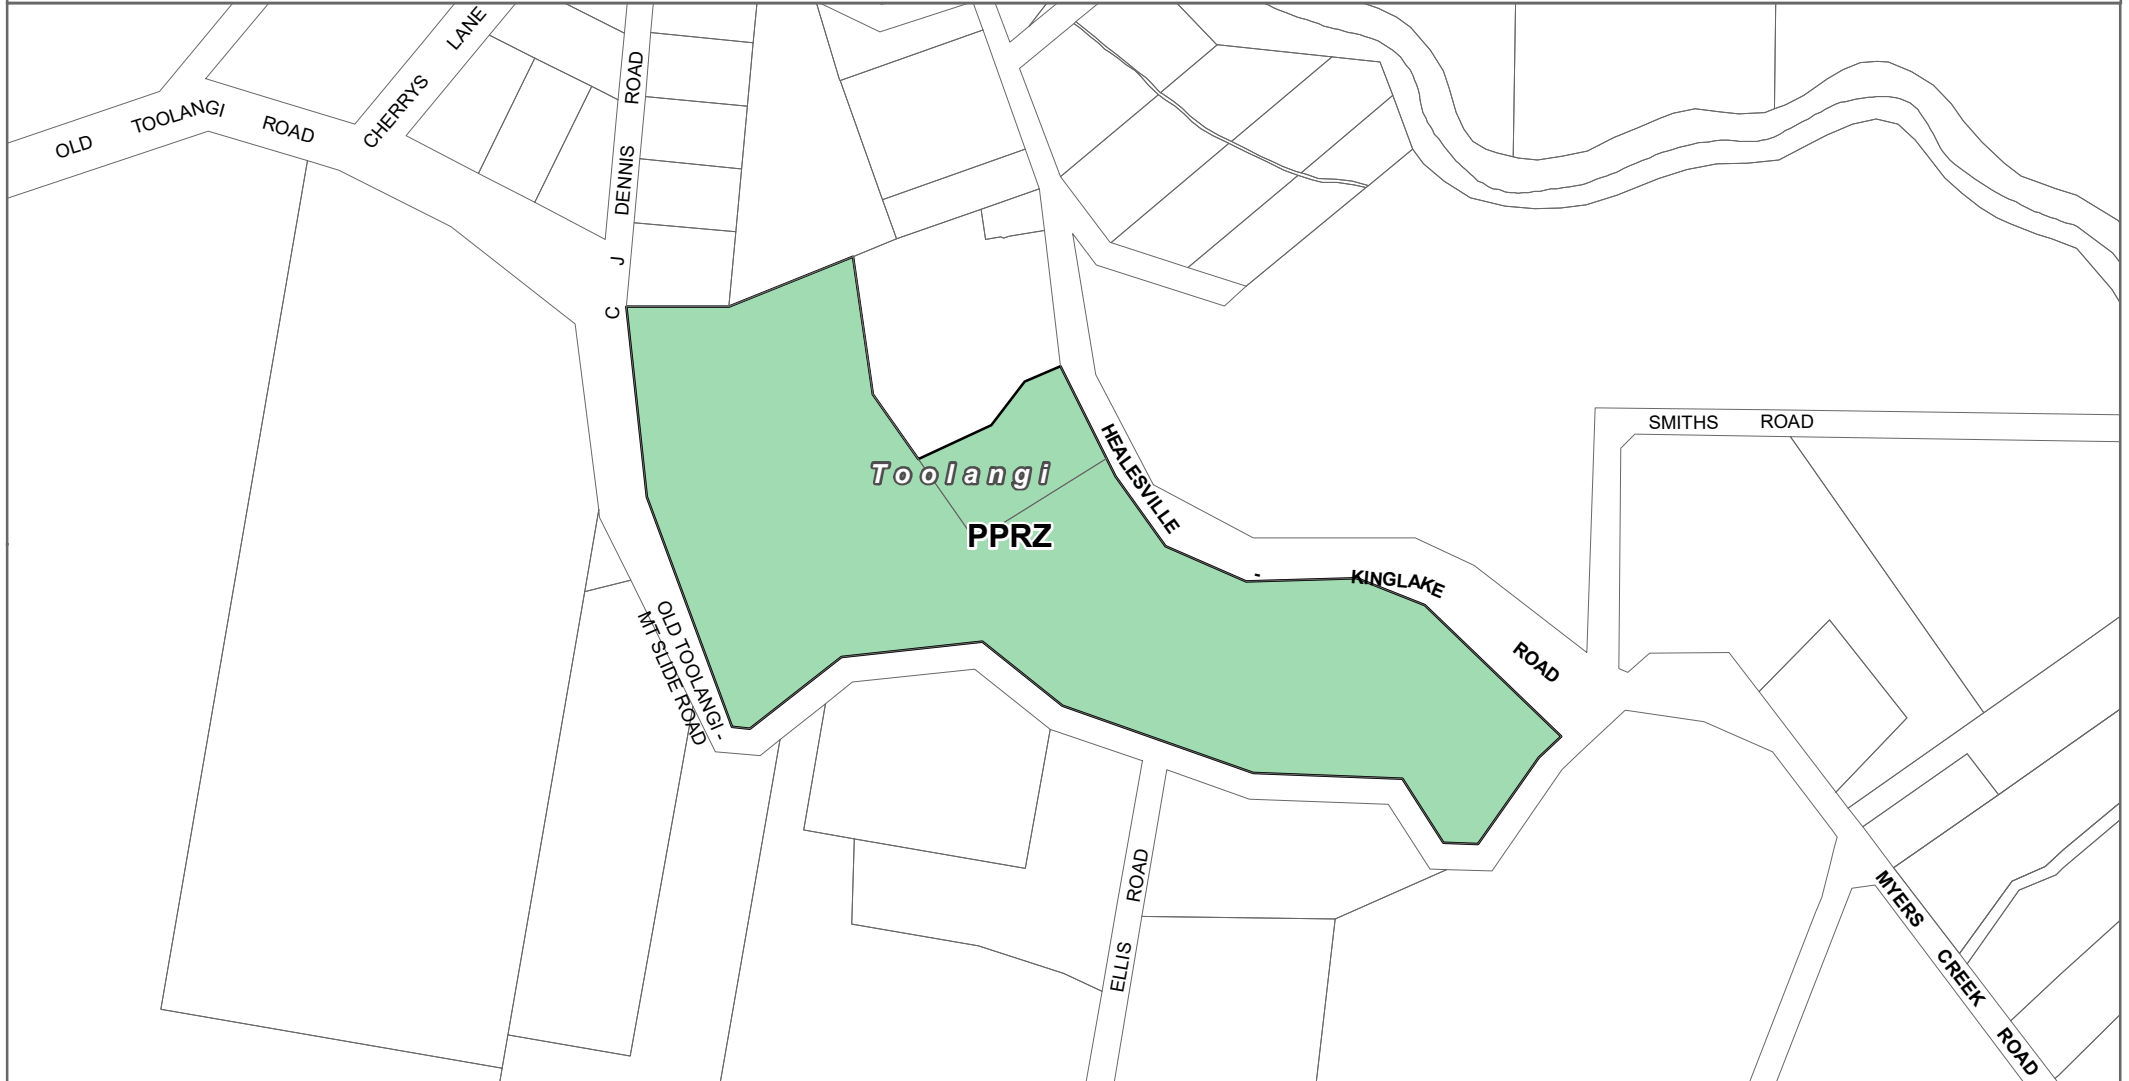 CHERRYS LANE
OLD TOOLANGI ROAD
C J DENNIS ROAD
SMITHS ROAD
Toolangi
PPRZ
HEALESVILLE - KINGLAKE ROAD
OLD TOOLANGI -
MT SLIDE ROAD
ELLIS ROAD
MYERS CREEK ROAD